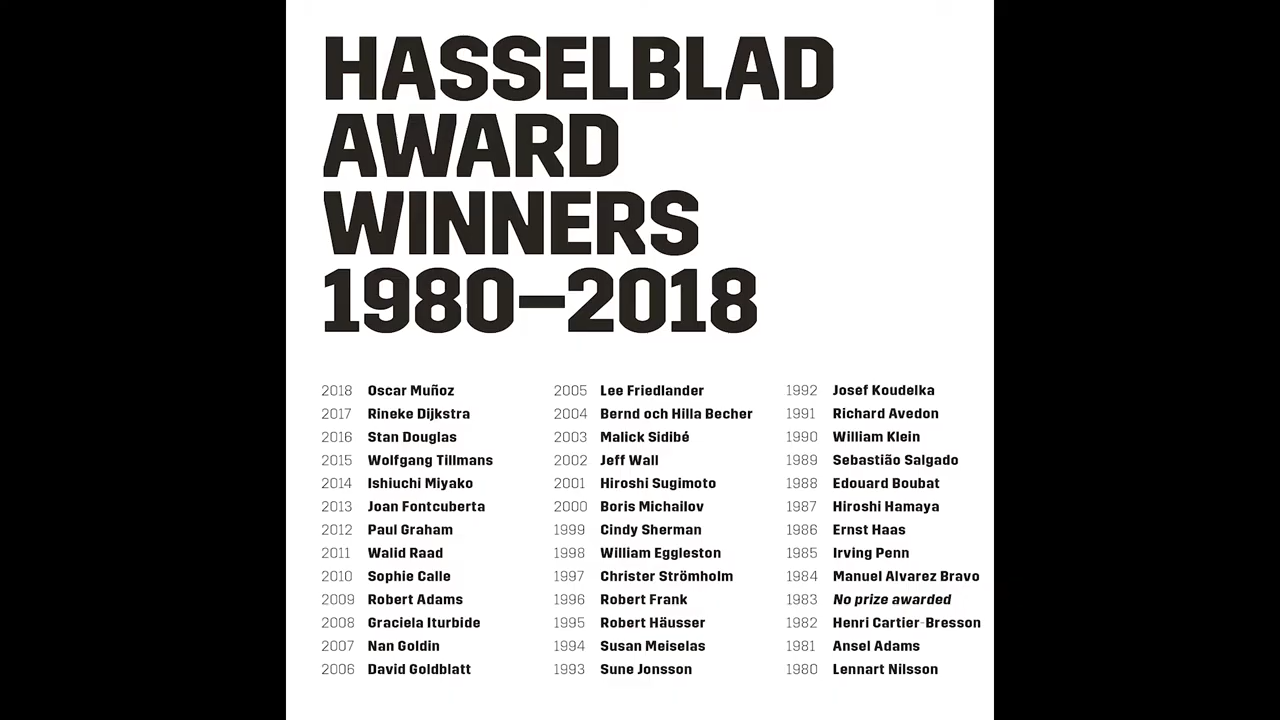 HASSELBLAD
AWARD
WINNERS
1980–2018
2018 Oscar Muñoz
2017 Rineke Dijkstra
2016 Stan Douglas
2015 Wolfgang Tillmans
2014 Ishiuchi Miyako
2013 Joan Fontcuberta
2012 Paul Graham
2011 Walid Raad
2010 Sophie Calle
2009 Robert Adams
2008 Graciela Iturbide
2007 Nan Goldin
2006 David Goldblatt
2005 Lee Friedlander
2004 Bernd och Hilla Becher
2003 Malick Sidibé
2002 Jeff Wall
2001 Hiroshi Sugimoto
2000 Boris Michailov
1999 Cindy Sherman
1998 William Eggleston
1997 Christer Strömholm
1996 Robert Frank
1995 Robert Häusser
1994 Susan Meiselas
1993 Sune Jonsson
1992 Josef Koudelka
1991 Richard Avedon
1990 William Klein
1989 Sebastião Salgado
1988 Edouard Boubat
1987 Hiroshi Hamaya
1986 Ernst Haas
1985 Irving Penn
1984 Manuel Alvarez Bravo
1983 No prize awarded
1982 Henri Cartier-Bresson
1981 Ansel Adams
1980 Lennart Nilsson